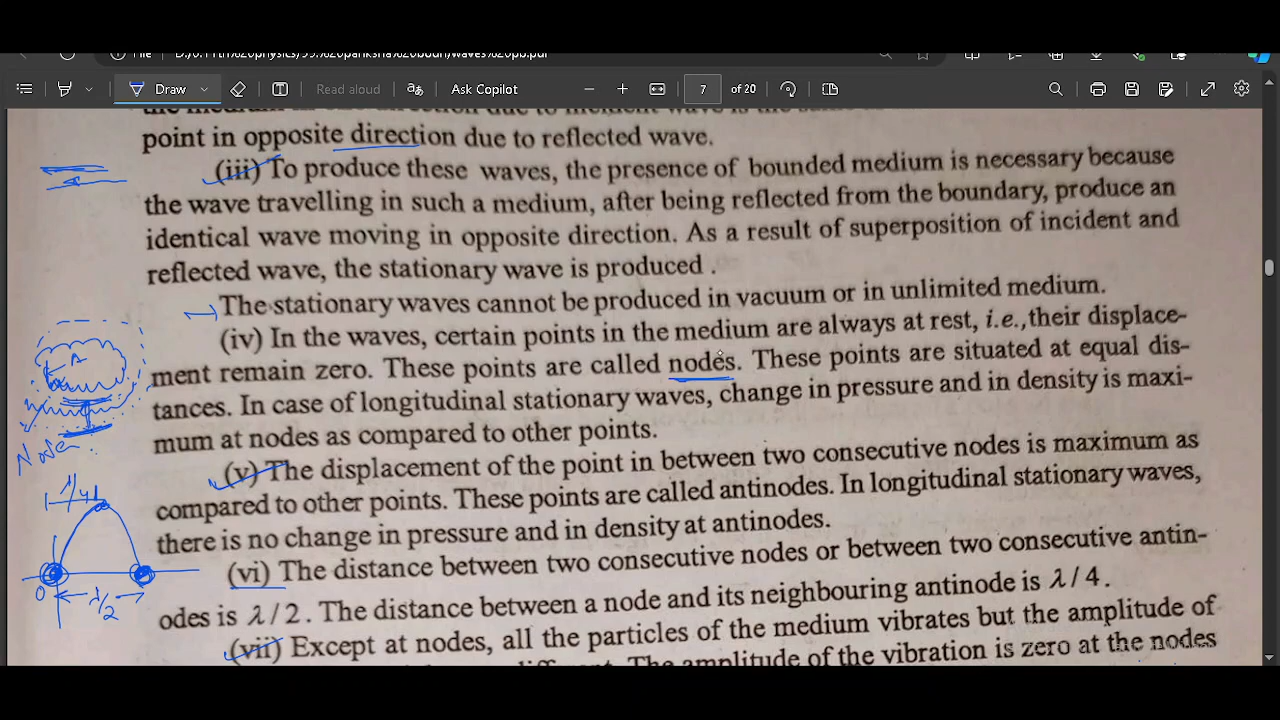 File D:/0.11th%20physics/99.%20pariksha%20bodh/waves%20pb.pdf
Draw Read aloud Ask Copilot 7 of 20
point in opposite direction due to reflected wave.
(iii) To produce these waves, the presence of bounded medium is necessary because
the wave travelling in such a medium, after being reflected from the boundary, produce an
identical wave moving in opposite direction. As a result of superposition of incident and
reflected wave, the stationary wave is produced .
The stationary waves cannot be produced in vacuum or in unlimited medium.
(iv) In the waves, certain points in the medium are always at rest, i.e., their displace-
ment remain zero. These points are called nodes. These points are situated at equal dis-
tances. In case of longitudinal stationary waves, change in pressure and in density is maxi-
mum at nodes as compared to other points.
(v) The displacement of the point in between two consecutive nodes is maximum as
compared to other points. These points are called antinodes. In longitudinal stationary waves,
there is no change in pressure and in density at antinodes.
(vi) The distance between two consecutive nodes or between two consecutive antin-
odes is λ / 2. The distance between a node and its neighbouring antinode is λ / 4 .
(vii) Except at nodes, all the particles of the medium vibrates but the amplitude of
The amplitude of the vibration is zero at the nodes
A
Node
λ/4
0
λ/2